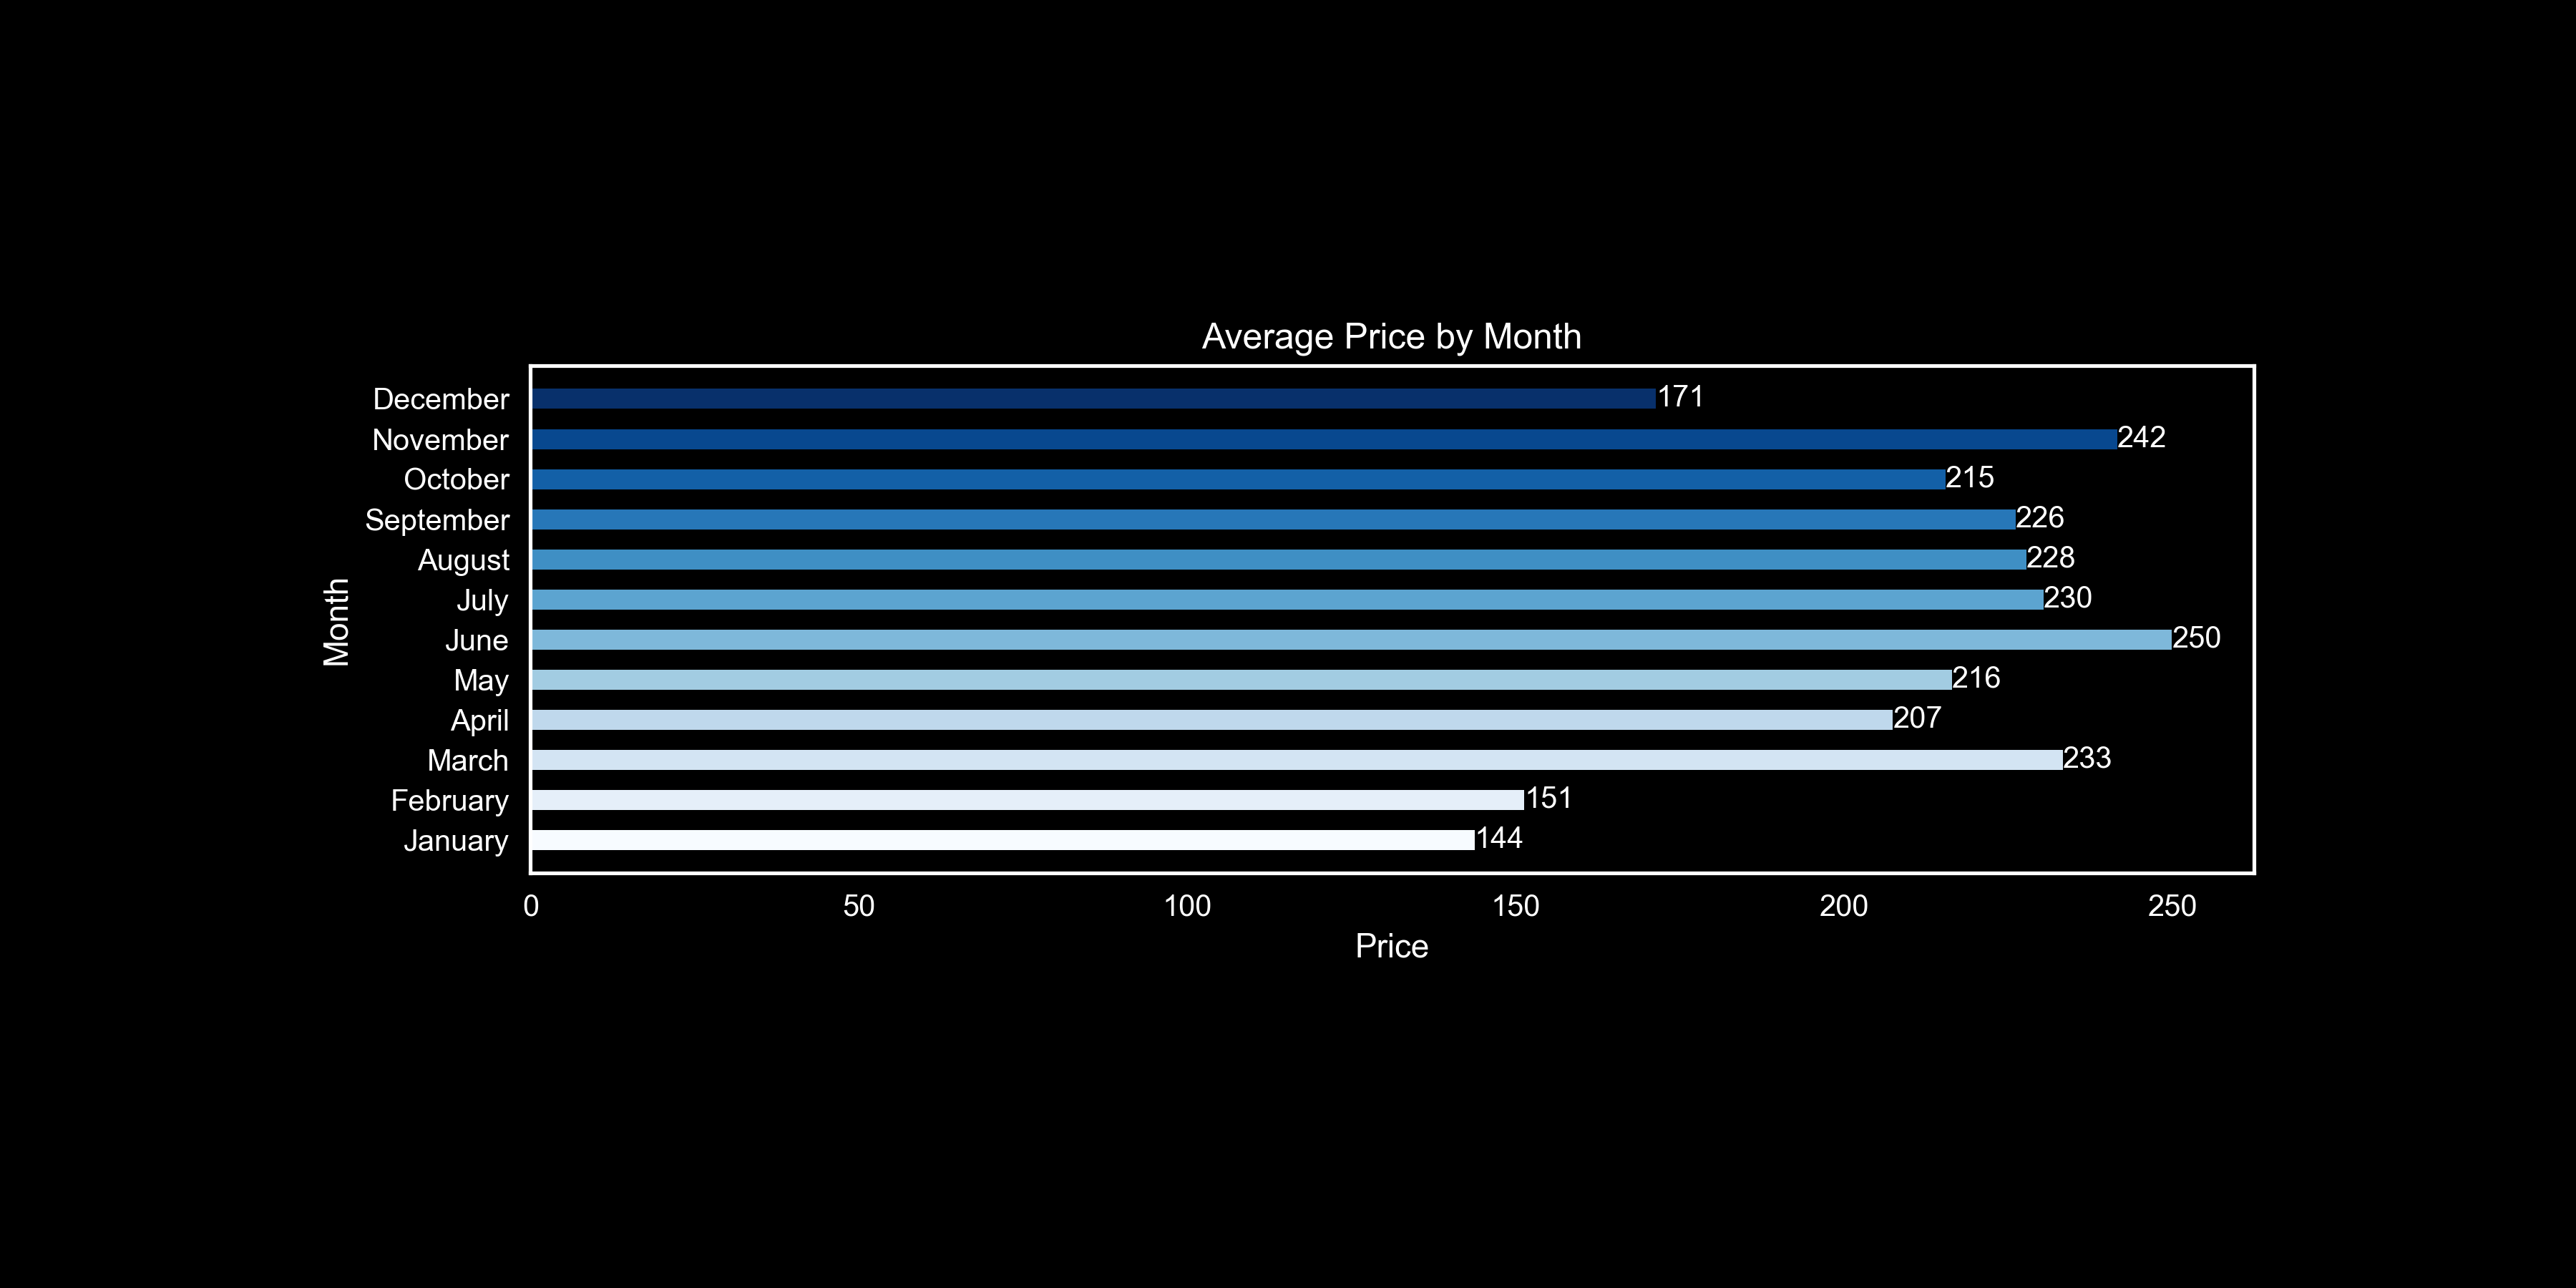 Average Price by Month
December 171
November 242
October 215
September 226
August 228
July 230
June 250
May 216
April 207
March 233
February 151
January 144
Month
0 50 100 150 200 250
Price